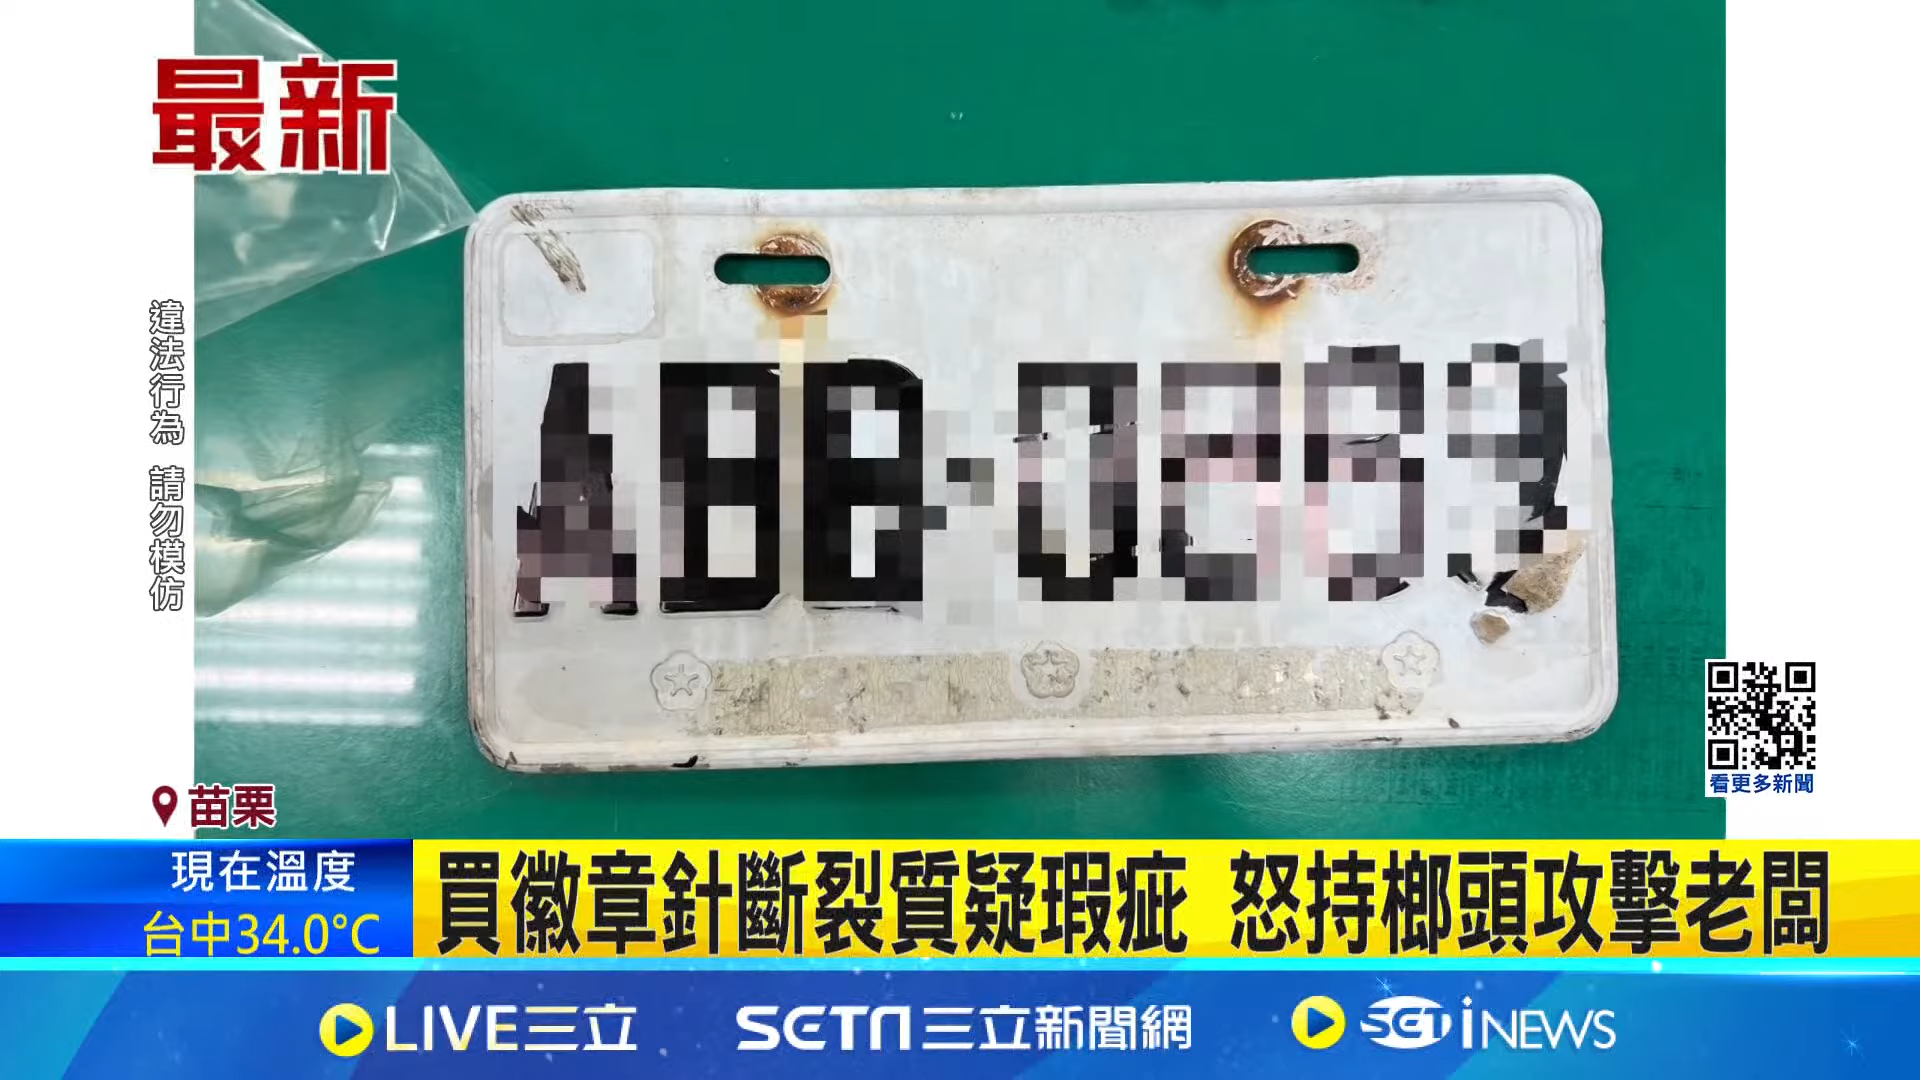 最新
違法行為 請勿模仿
看更多新聞
苗栗
現在溫度
台中34.0°C
買徽章針斷裂質疑瑕疵 怒持榔頭攻擊老闆
LIVE三立
SETN三立新聞網
SETiNEWS